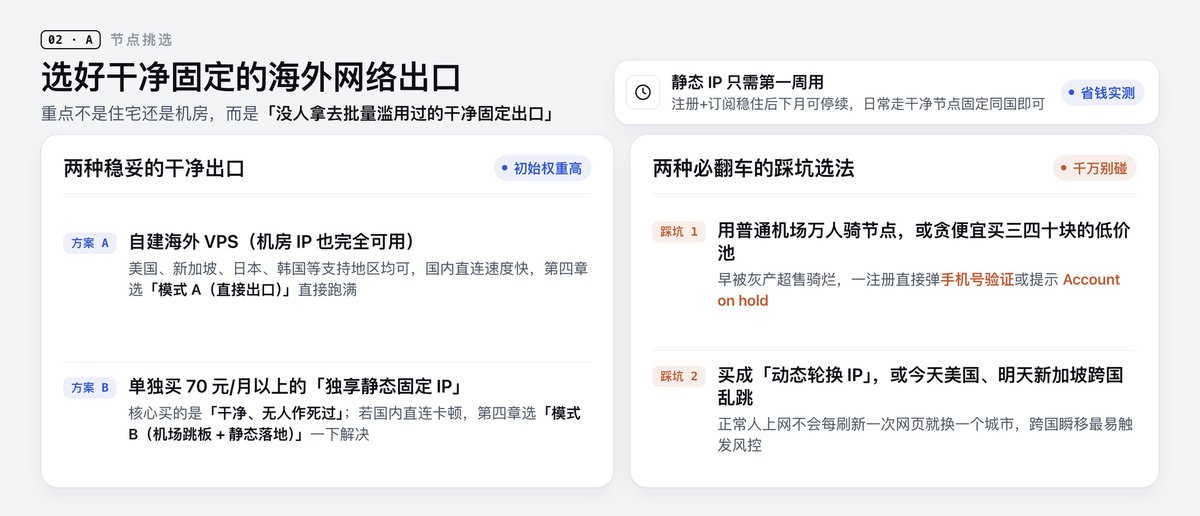 02 · A 节点挑选
选好干净固定的海外网络出口
重点不是住宅还是机房，而是「没人拿去批量滥用过的干净固定出口」
静态 IP 只需第一周用
注册+订阅稳住后下月可停续，日常走干净节点固定同国即可
省钱实测
两种稳妥的干净出口
初始权重高
方案 A
自建海外 VPS（机房 IP 也完全可用）
美国、新加坡、日本、韩国等支持地区均可，国内直连速度快，第四章
选「模式 A（直接出口）」直接跑满
方案 B
单独买 70 元/月以上的「独享静态固定 IP」
核心买的是「干净、无人作死过」；若国内直连卡顿，第四章选「模式
B（机场跳板 + 静态落地）」一下解决
两种必翻车的踩坑选法
千万别碰
踩坑 1
用普通机场万人骑节点，或贪便宜买三四十块的低价
池
早被灰产超售骑烂，一注册直接弹手机号验证或提示 Account
on hold
踩坑 2
买成「动态轮换 IP」，或今天美国、明天新加坡跨国
乱跳
正常人上网不会每刷新一次网页就换一个城市，跨国瞬移最易触
发风控